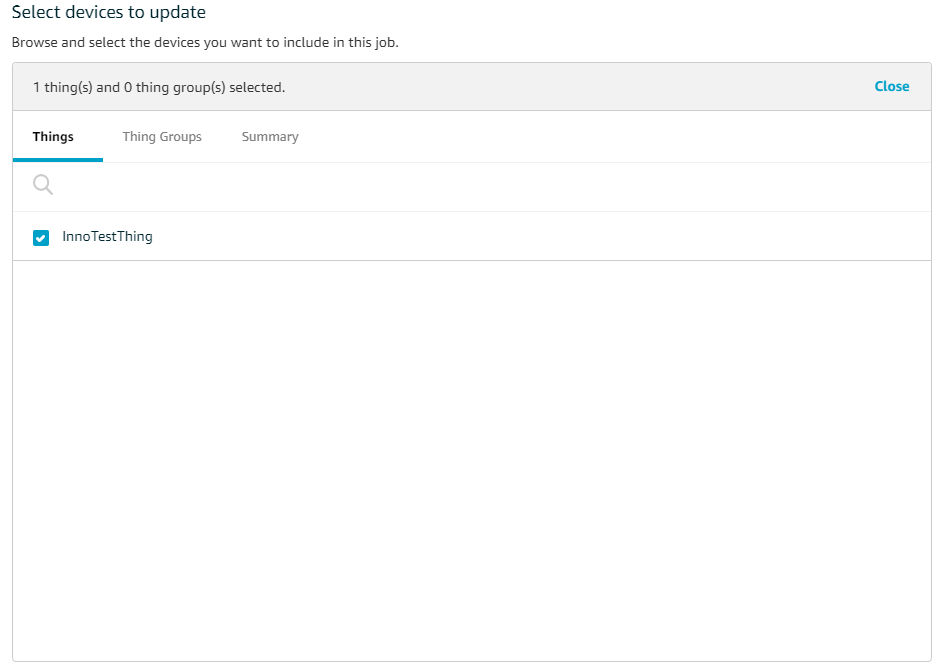 Select devices to update
Browse and select the devices you want to include in this job.
1 thing(s) and 0 thing group(s) selected.
Close
Things
Thing Groups
Summary
InnoTestThing